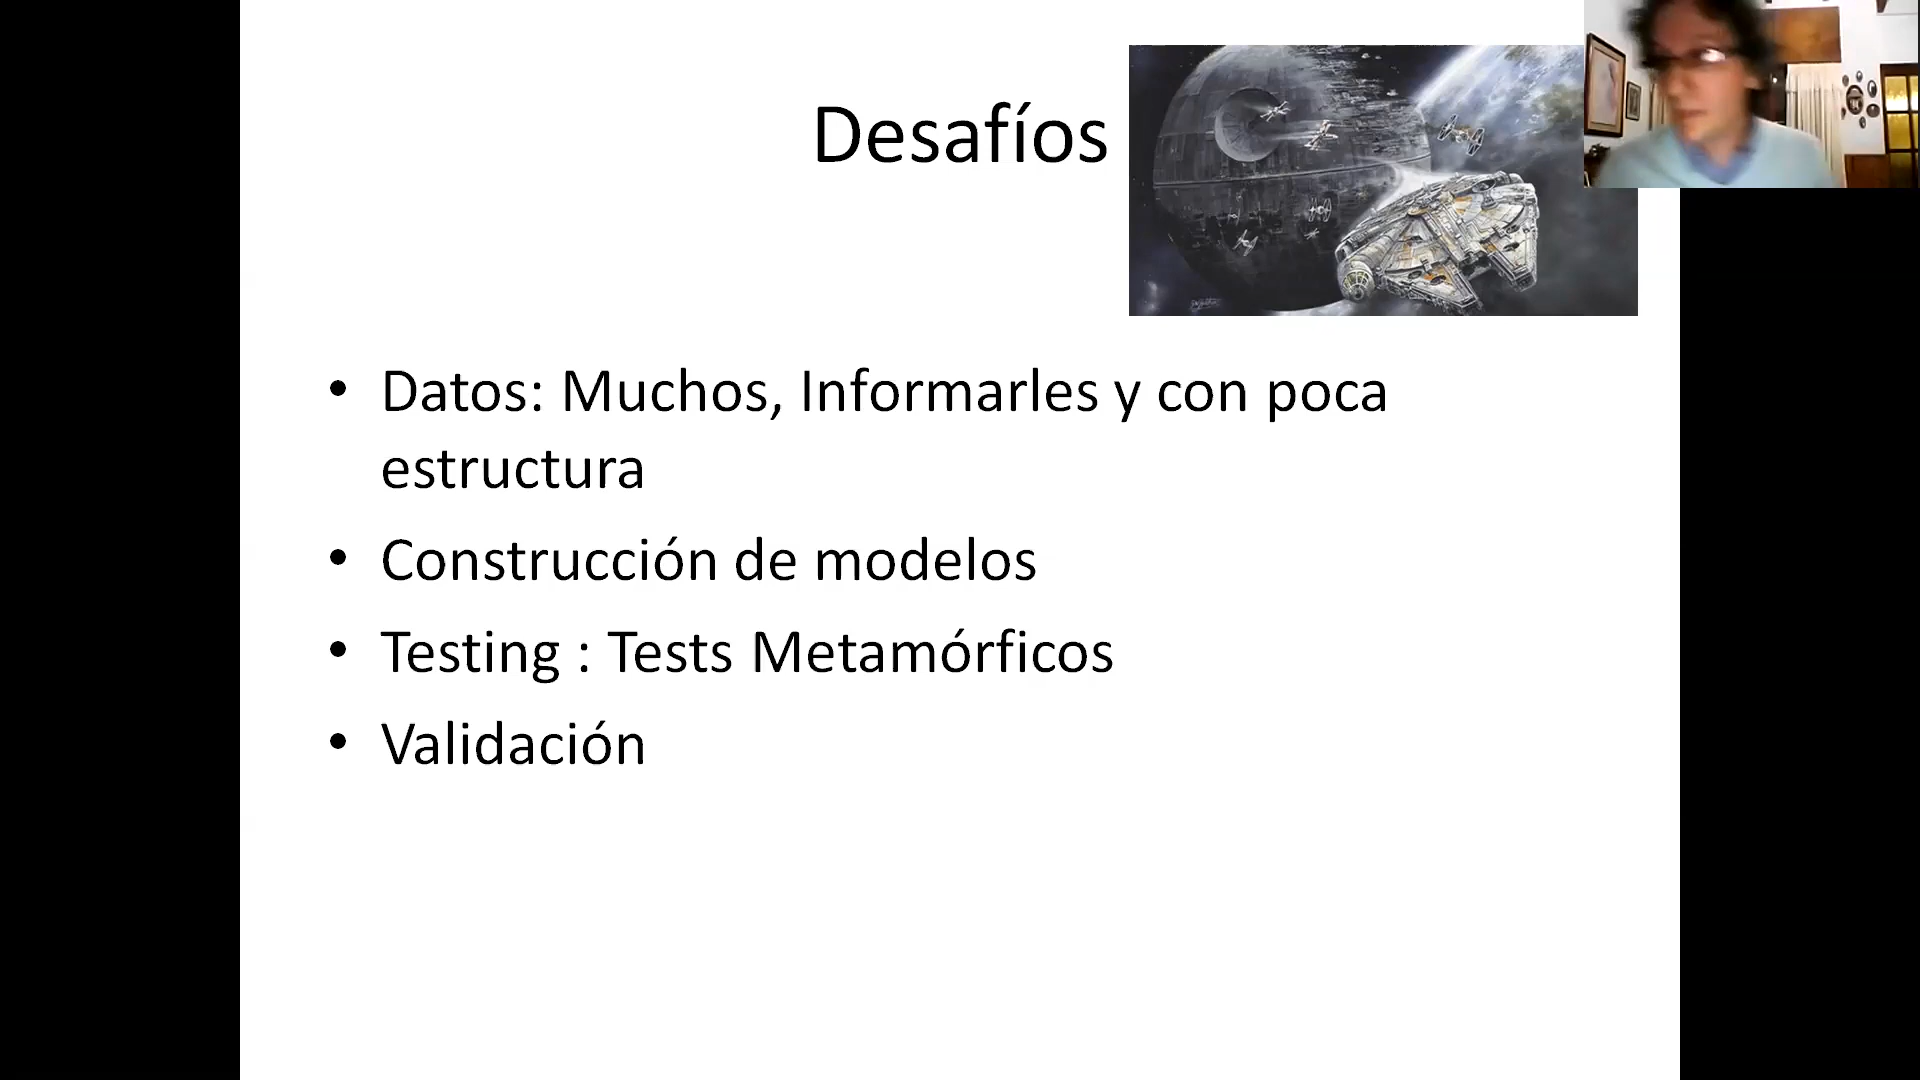 Desafíos
• Datos: Muchos, Informarles y con poca
estructura
• Construcción de modelos
• Testing : Tests Metamórficos
• Validación